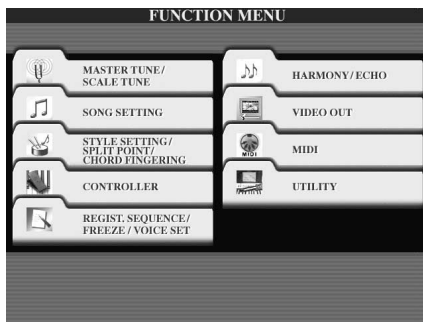 FUNCTION MENU
MASTER TUNE/
SCALE TUNE
SONG SETTING
STYLE SETTING/
SPLIT POINT/
CHORD FINGERING
CONTROLLER
REGIST. SEQUENCE/
FREEZE / VOICE SET
HARMONY/ECHO
VIDEO OUT
MIDI
MIDI
UTILITY